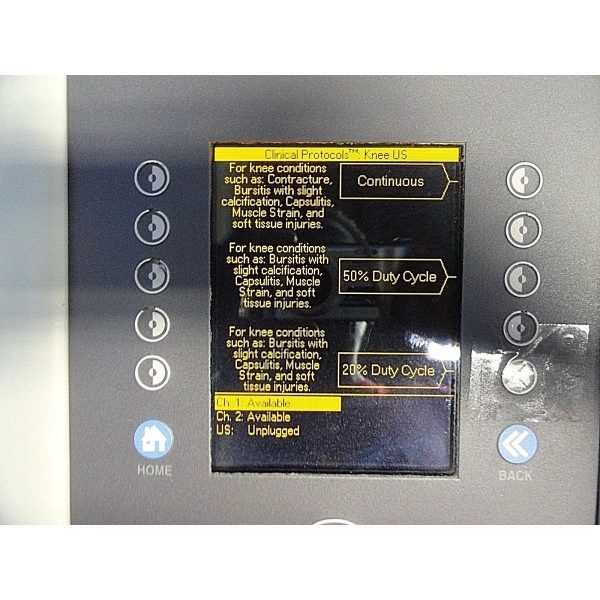 Clinical Protocols™: Knee US
For knee conditions
such as: Contracture,
Bursitis with slight
calcification, Capsulitis,
Muscle Strain, and
soft tissue injuries.
Continuous
For knee conditions
such as: Bursitis with
slight calcification,
Capsulitis, Muscle
Strain, and soft
tissue injuries.
50% Duty Cycle
For knee conditions
such as: Bursitis with
slight calcification,
Capsulitis, Muscle
Strain, and soft
tissue injuries.
20% Duty Cycle
Ch. 1: Available
Ch. 2: Available
US: Unplugged
HOME
BACK